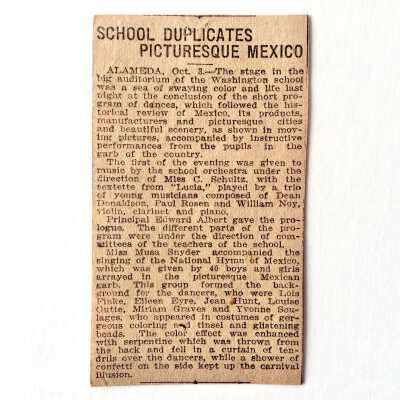 SCHOOL DUPLICATES
PICTURESQUE MEXICO
ALAMEDA, Oct. 3.—The stage in the
big auditorium of the Washington school
was a sea of swaying color and life last
night at the conclusion of the short pro-
gram of dances, which followed the his-
torical review of Mexico, its products,
manufacturers and picturesque cities
and beautiful scenery, as shown in mov-
ing pictures, accompanied by instructive
performances from the pupils in the
garb of the country.
The first of the evening was given to
music by the school orchestra under the
direction of Miss C. Schultz, with the
sextette from "Lucia," played by a trio
of young musicians composed of Dean
Donaldson, Paul Rosen and William Noy,
violin, clarinet and piano.
Principal Edward Albert gave the pro-
logue. The different parts of the pro-
gram were under the direction of com-
mittees of the teachers of the school.
Miss Musa Snyder accompanied the
singing of the National Hymn of Mexico,
which was given by 40 boys and girls
arrayed in the picturesque Mexican
garb. This group formed the back-
ground for the dancers, who were Lois
Finke, Eileen Eyre, Jean Hunt, Louise
Outte, Miriam Graves and Yvonne Sou-
lages, who appeared in costumes of ger-
geous coloring and tinsel and glistening
beads. The color effect was enhanced
with serpentine which was thrown from
the back and fell in a curtain of ten-
drils over the dancers, while a shower of
confetti on the side kept up the carnival
illusion.